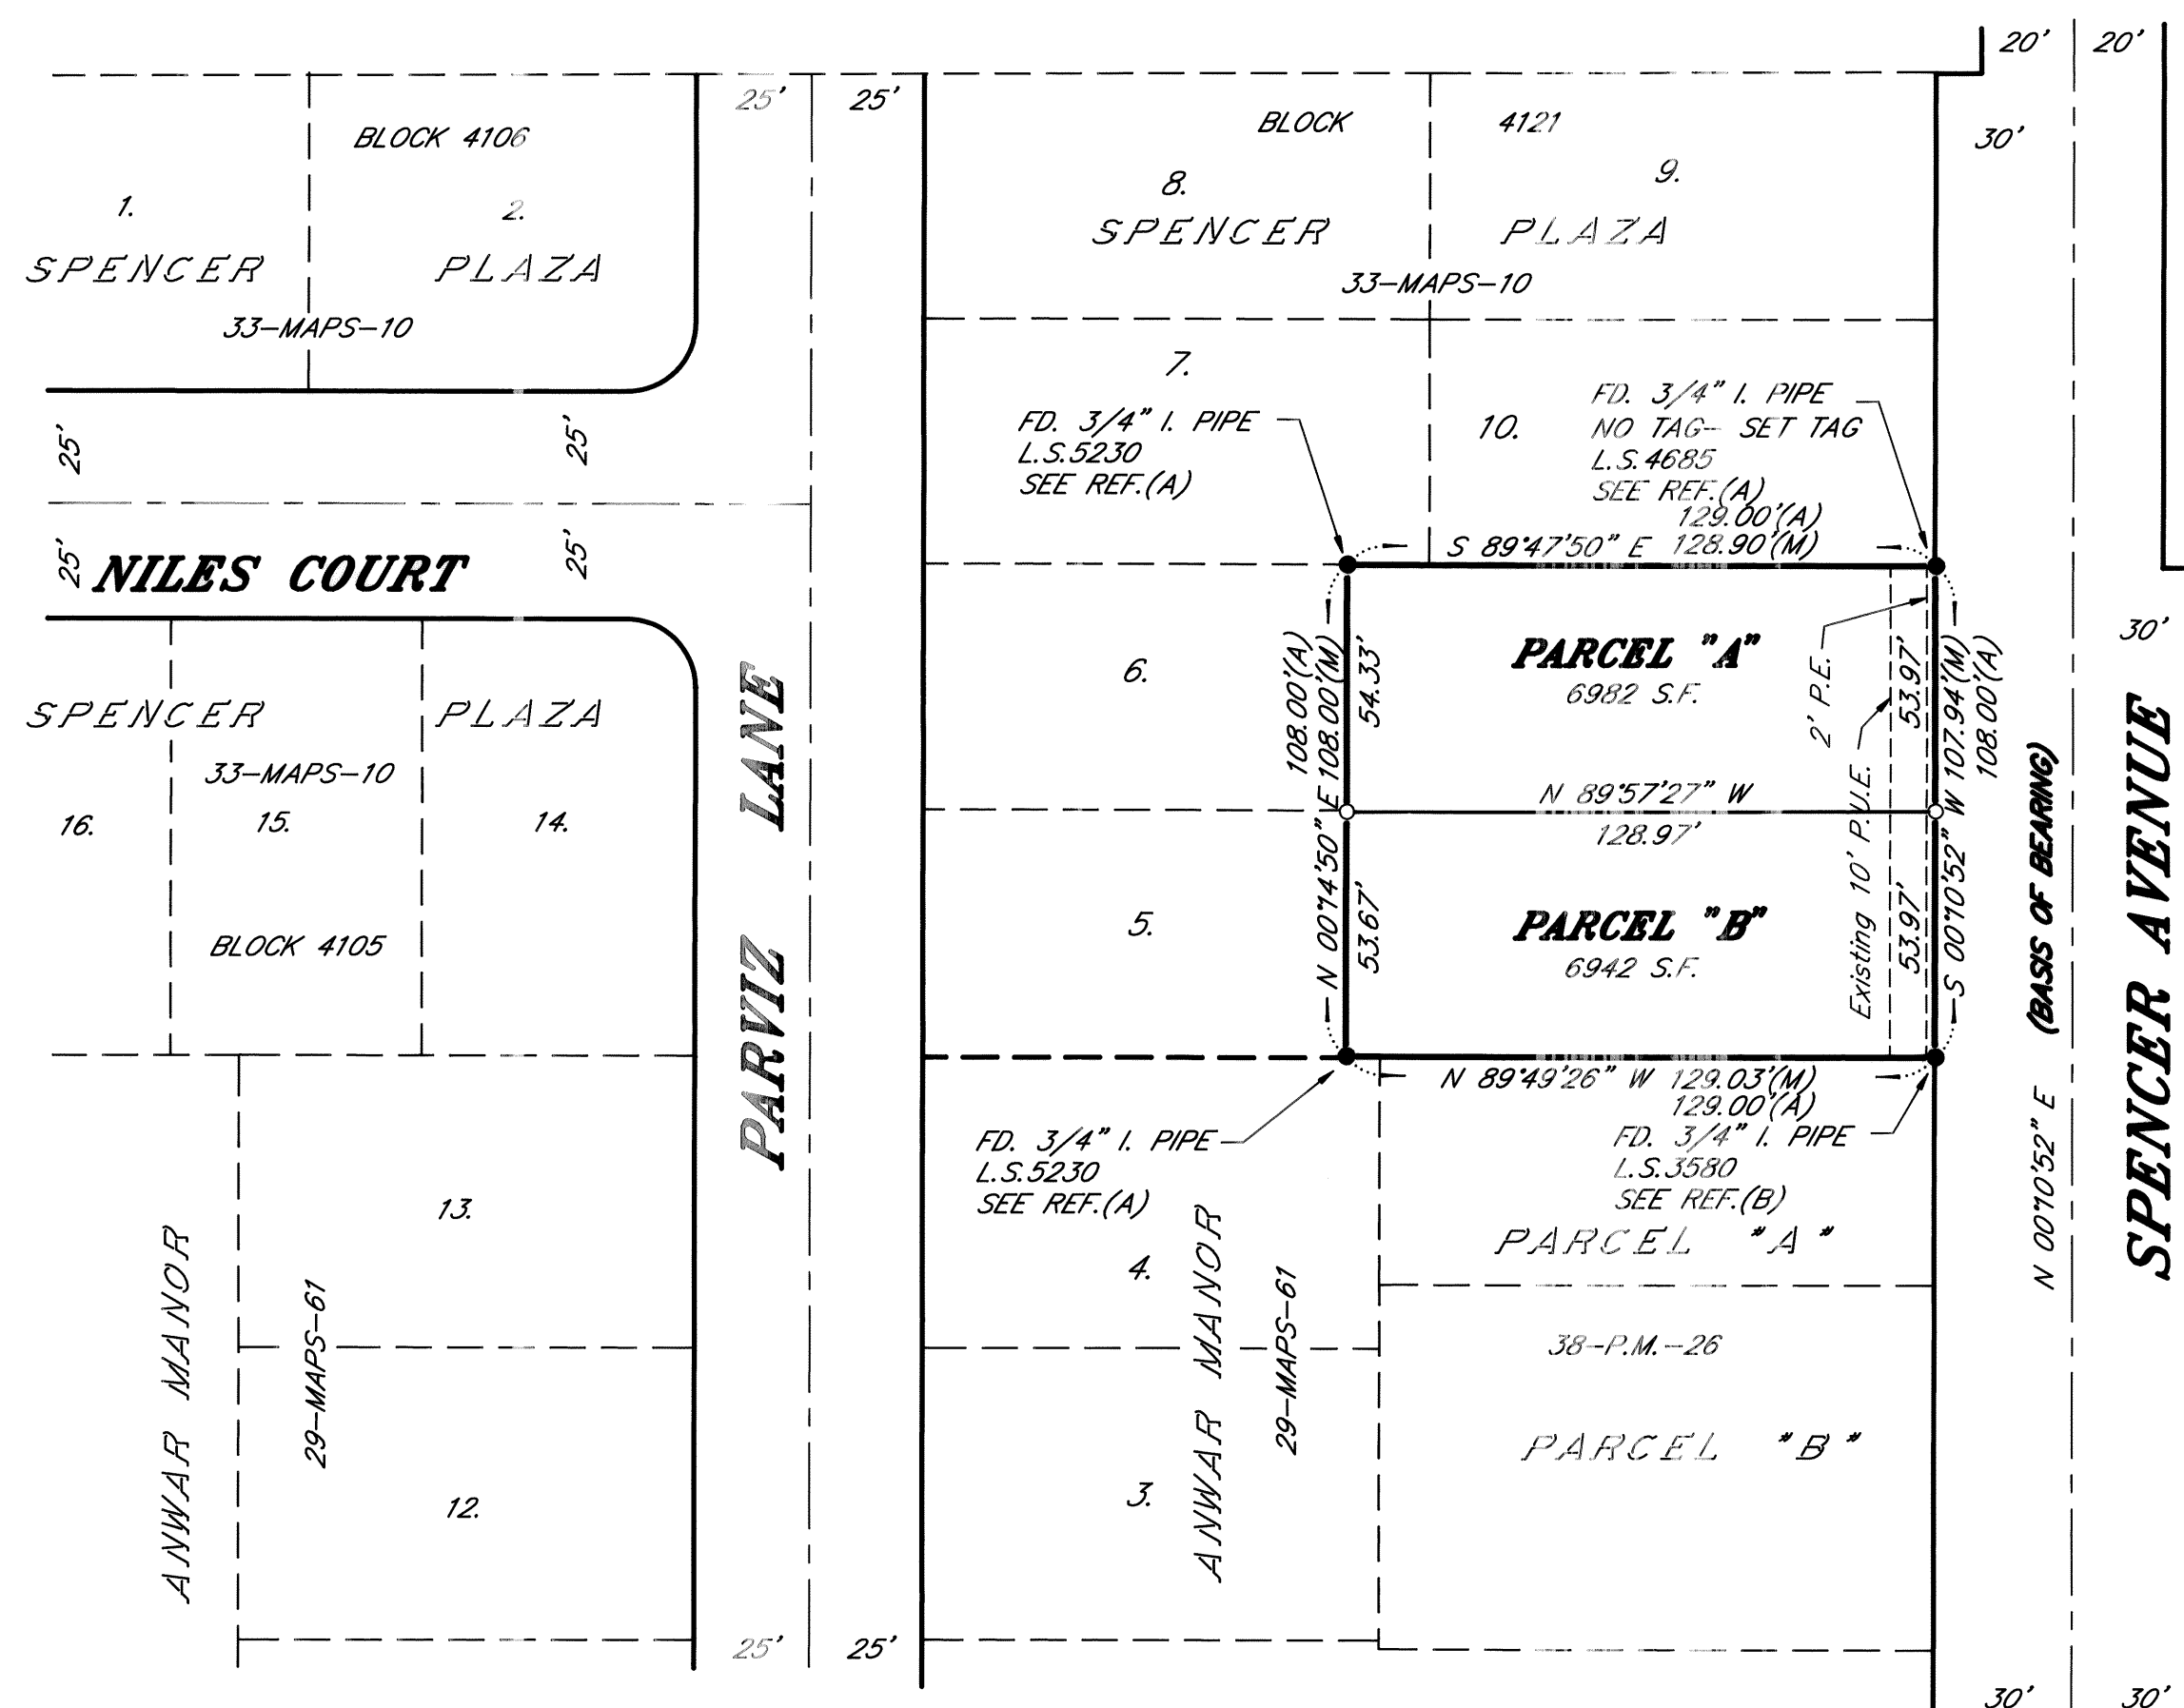 20'
20'
25'
25'
BLOCK 4106
BLOCK
4121
30'
1.
2.
8.
9.
SPENCER
PLAZA
SPENCER
PLAZA
33-MAPS-10
33-MAPS-10
7.
10.
FD. 3/4" I. PIPE
L.S.5230
SEE REF.(A)
FD. 3/4" I. PIPE
NO TAG- SET TAG
L.S.4685
SEE REF.(A)
129.00'(A)
S 89°47'50" E 128.90'(M)
25'
25'
25'
25'
NILES COURT
SPENCER
PLAZA
33-MAPS-10
16.
15.
14.
BLOCK 4105
PARVIZ LANE
6.
5.
108.00'(A)
N 00°14'50" E 108.00'(M)
54.33'
53.67'
PARCEL "A"
6982 S.F.
N 89°57'27" W
128.97'
PARCEL "B"
6942 S.F.
2' P.E.
Existing 10' P.U.E.
53.97'
53.97'
S 00°10'52" W 107.94'(M)
108.00'(A)
30'
(BASIS OF BEARING)
N 00°10'52" E
SPENCER AVENUE
N 89°49'26" W 129.03'(M)
129.00'(A)
FD. 3/4" I. PIPE
L.S.5230
SEE REF.(A)
FD. 3/4" I. PIPE
L.S.3580
SEE REF.(B)
PARCEL "A"
38-P.M.-26
PARCEL "B"
13.
12.
4.
3.
ANWAR MANOR
29-MAPS-61
ANWAR MANOR
29-MAPS-61
25'
25'
30'
30'